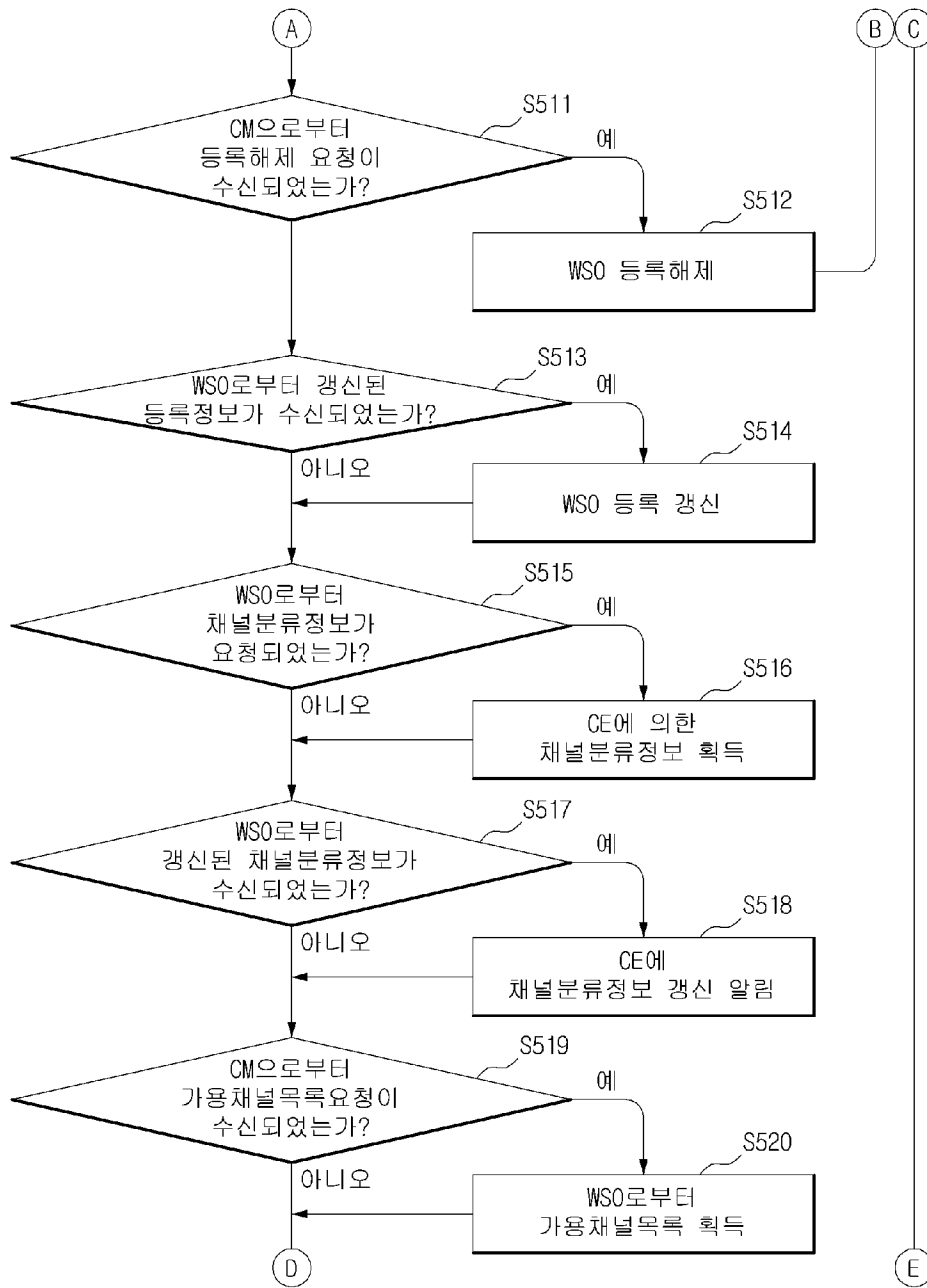 A
B
C
S511
CM으로부터
등록해제 요청이
수신되었는가?
예
S512
WSO 등록해제
S513
WSO로부터 갱신된
등록정보가 수신되었는가?
예
S514
아니오
WSO 등록 갱신
S515
WSO로부터
채널분류정보가
요청되었는가?
예
S516
아니오
CE에 의한
채널분류정보 획득
S517
WSO로부터
갱신된 채널분류정보가
수신되었는가?
예
S518
아니오
CE에
채널분류정보 갱신 알림
S519
CM으로부터
가용채널목록요청이
수신되었는가?
예
S520
아니오
WSO로부터
가용채널목록 획득
D
E